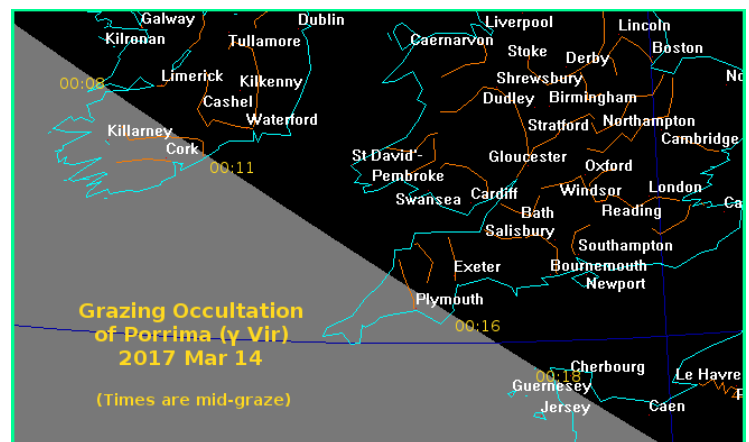 Galway
Dublin
Liverpool
Lincoln
Kilronan
Tullamore
Caernarvon
Stoke
Derby
Boston
00:08
Limerick
Kilkenny
Shrewsbury
No
Cashel
Dudley
Birmingham
Waterford
Killarney
Stratford
Northampton
Cambridge
Cork
St David'-
Gloucester
00:11
Pembroke
Oxford
Swansea
Cardiff
Windsor
London
Bath
Reading
Ca
Salisbury
Southampton
Exeter
Bournemouth
Newport
Plymouth
Grazing Occultation
of Porrima (γ Vir)
2017 Mar 14
00:16
(Times are mid-graze)
Cherbourg
00:18
Le Havre
Guernesey
Jersey
Caen